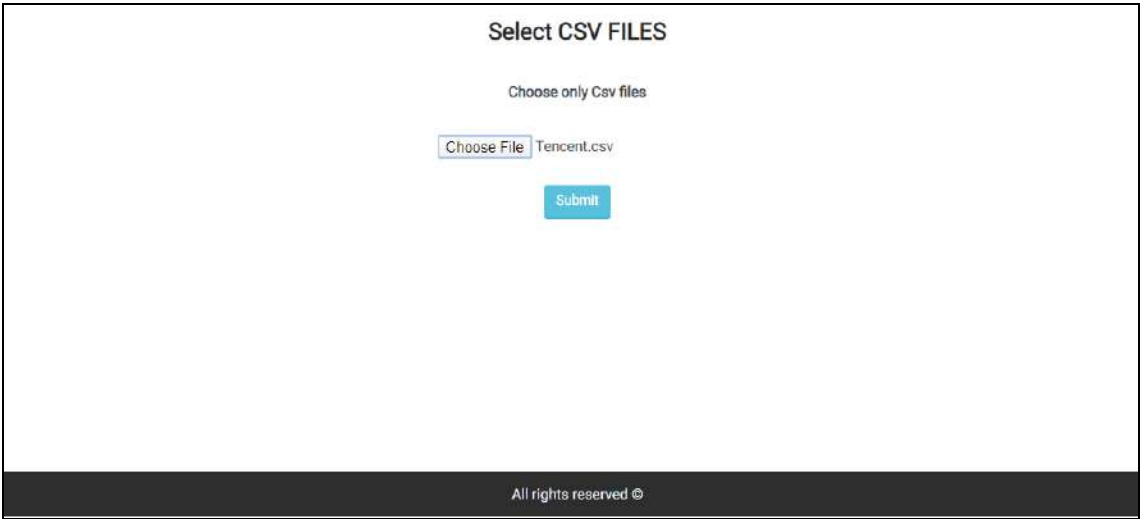 Select CSV FILES
Choose only Csv files
Choose File Tencent.csv
Submit
All rights reserved ©